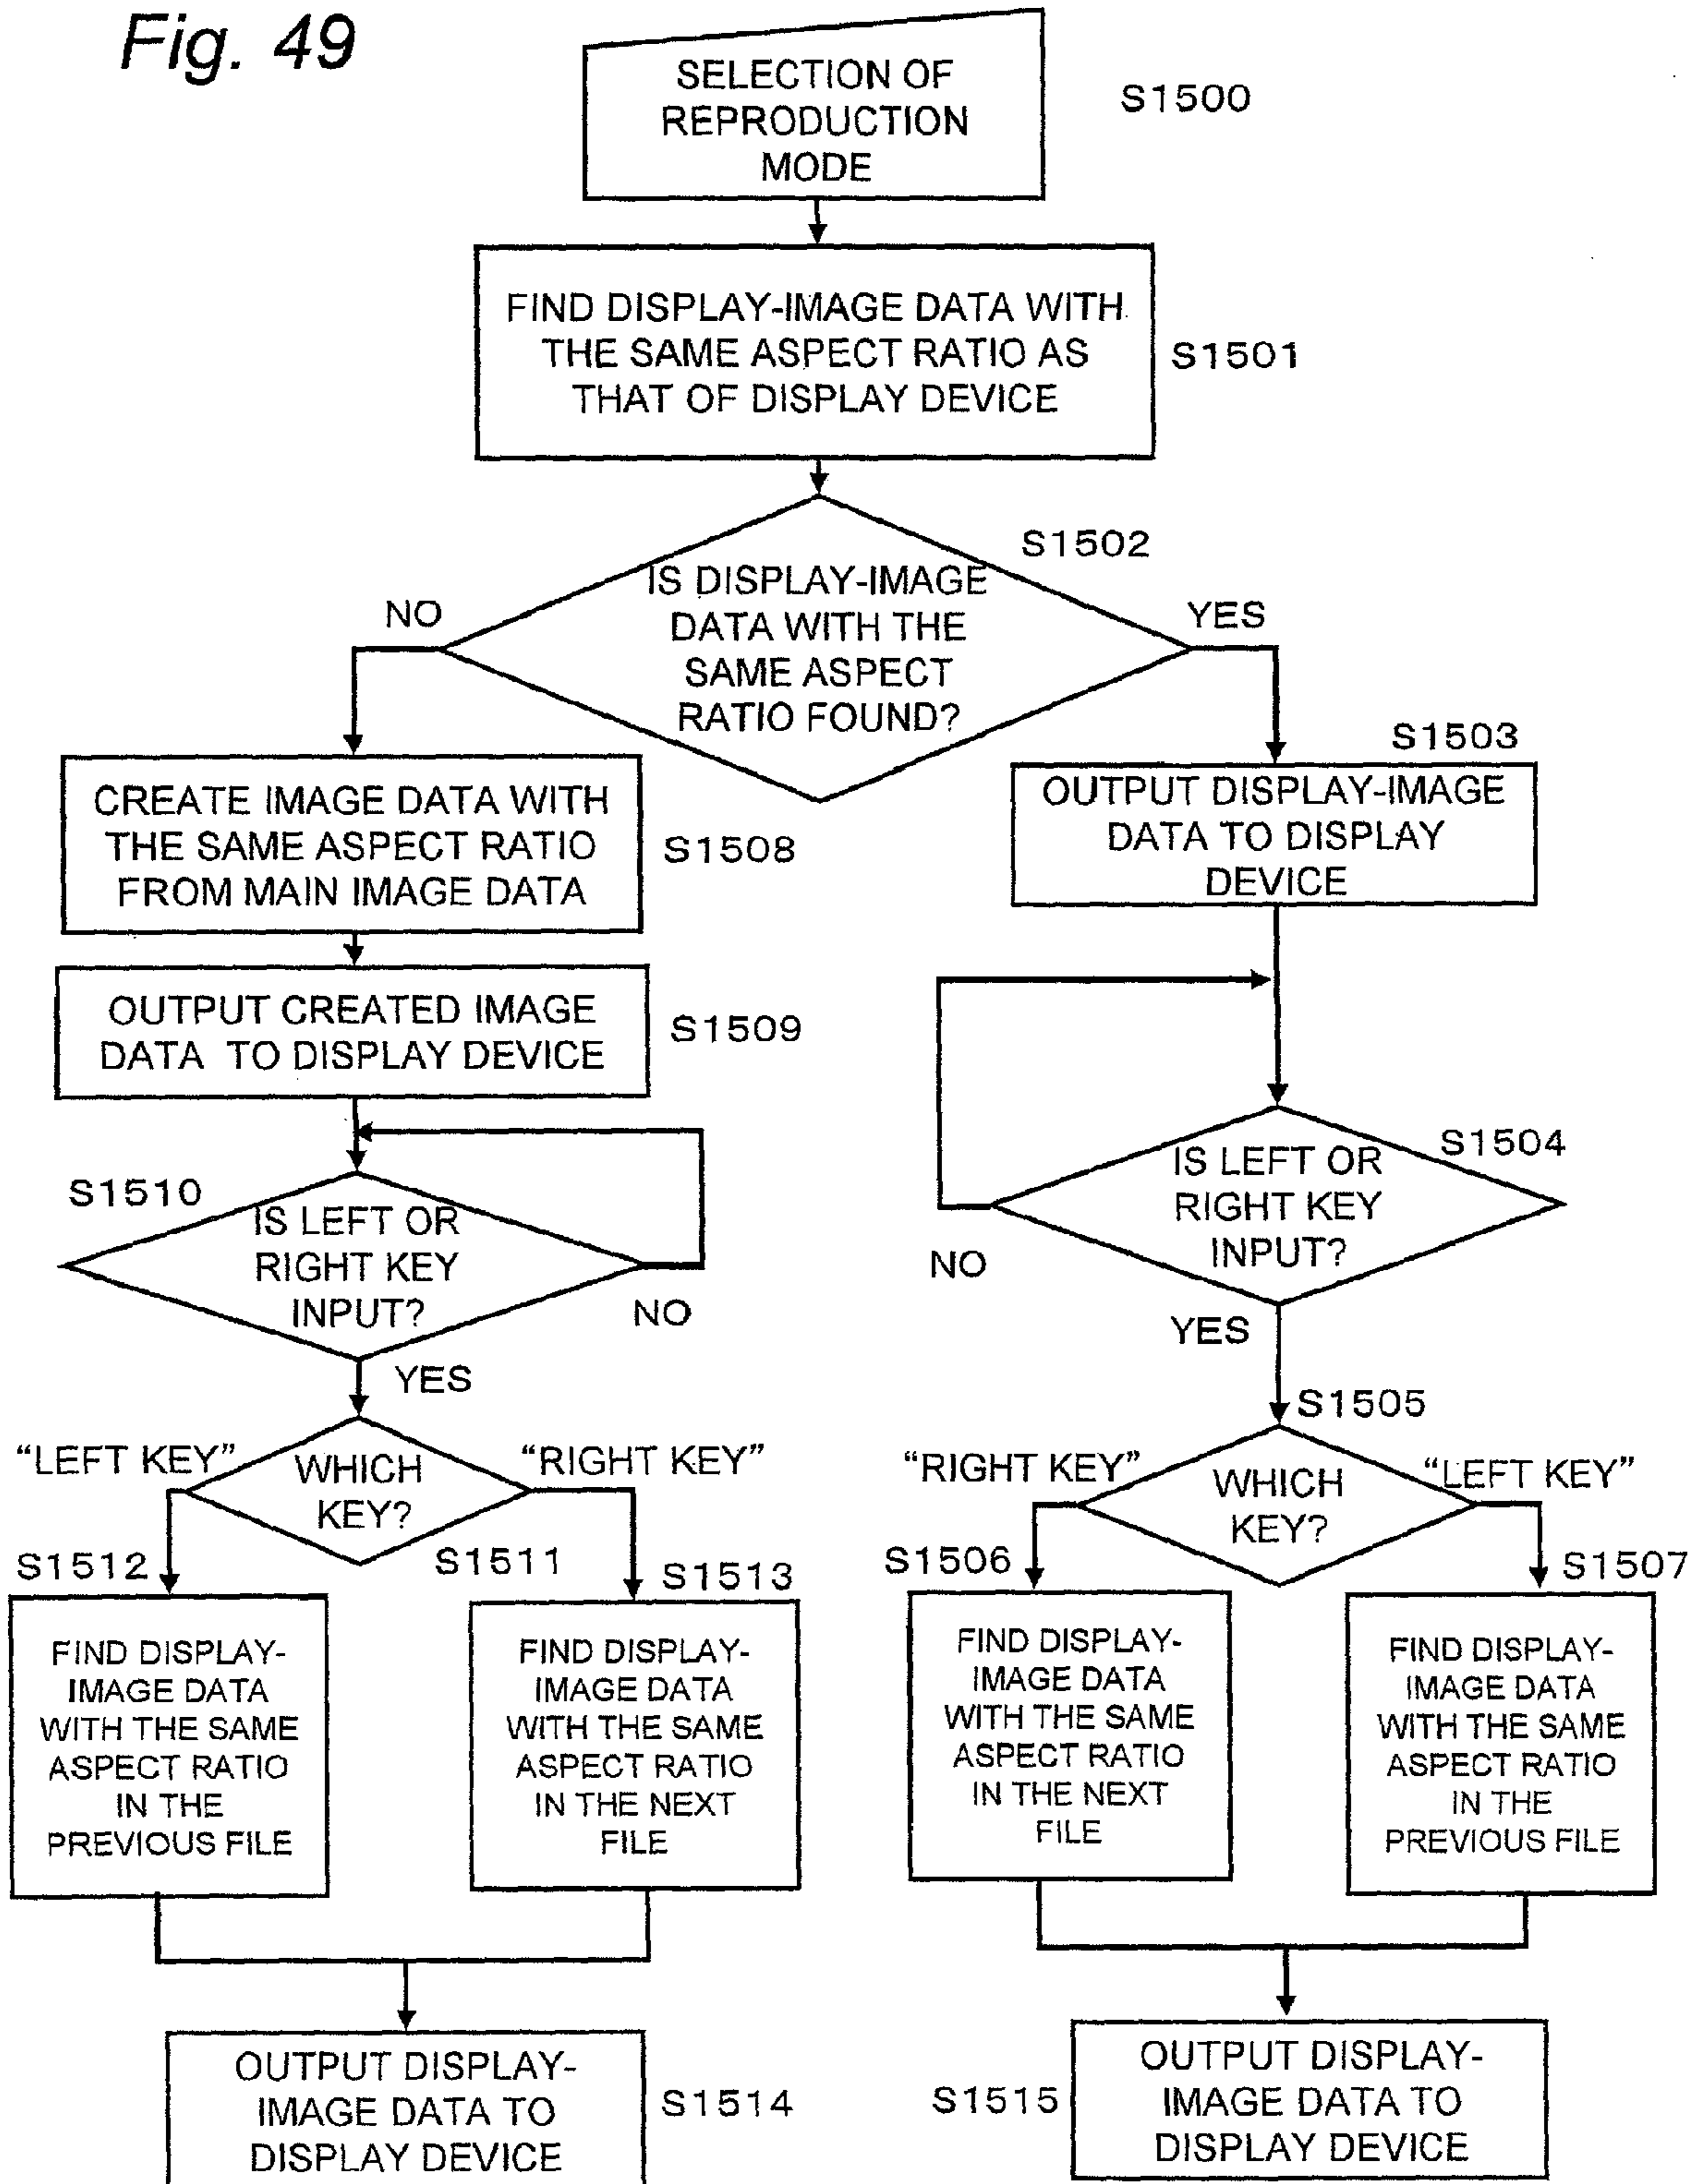 Fig. 49
SELECTION OF
REPRODUCTION
MODE
S1500
FIND DISPLAY-IMAGE DATA WITH
THE SAME ASPECT RATIO AS
THAT OF DISPLAY DEVICE
S1501
S1502
IS DISPLAY-IMAGE
DATA WITH THE
SAME ASPECT
RATIO FOUND?
NO
YES
CREATE IMAGE DATA WITH
THE SAME ASPECT RATIO
FROM MAIN IMAGE DATA
S1508
S1503
OUTPUT DISPLAY-IMAGE
DATA TO DISPLAY
DEVICE
OUTPUT CREATED IMAGE
DATA TO DISPLAY DEVICE
S1509
S1510
IS LEFT OR
RIGHT KEY
INPUT?
NO
YES
S1504
IS LEFT OR
RIGHT KEY
INPUT?
NO
YES
"LEFT KEY"
WHICH
KEY?
"RIGHT KEY"
S1511
S1505
"RIGHT KEY"
WHICH
KEY?
"LEFT KEY"
S1512
FIND DISPLAY-
IMAGE DATA
WITH THE SAME
ASPECT RATIO
IN THE
PREVIOUS FILE
S1513
FIND DISPLAY-
IMAGE DATA
WITH THE SAME
ASPECT RATIO
IN THE NEXT
FILE
S1506
FIND DISPLAY-
IMAGE DATA
WITH THE SAME
ASPECT RATIO
IN THE NEXT
FILE
S1507
FIND DISPLAY-
IMAGE DATA
WITH THE SAME
ASPECT RATIO
IN THE
PREVIOUS FILE
OUTPUT DISPLAY-
IMAGE DATA TO
DISPLAY DEVICE
S1514
S1515
OUTPUT DISPLAY-
IMAGE DATA TO
DISPLAY DEVICE